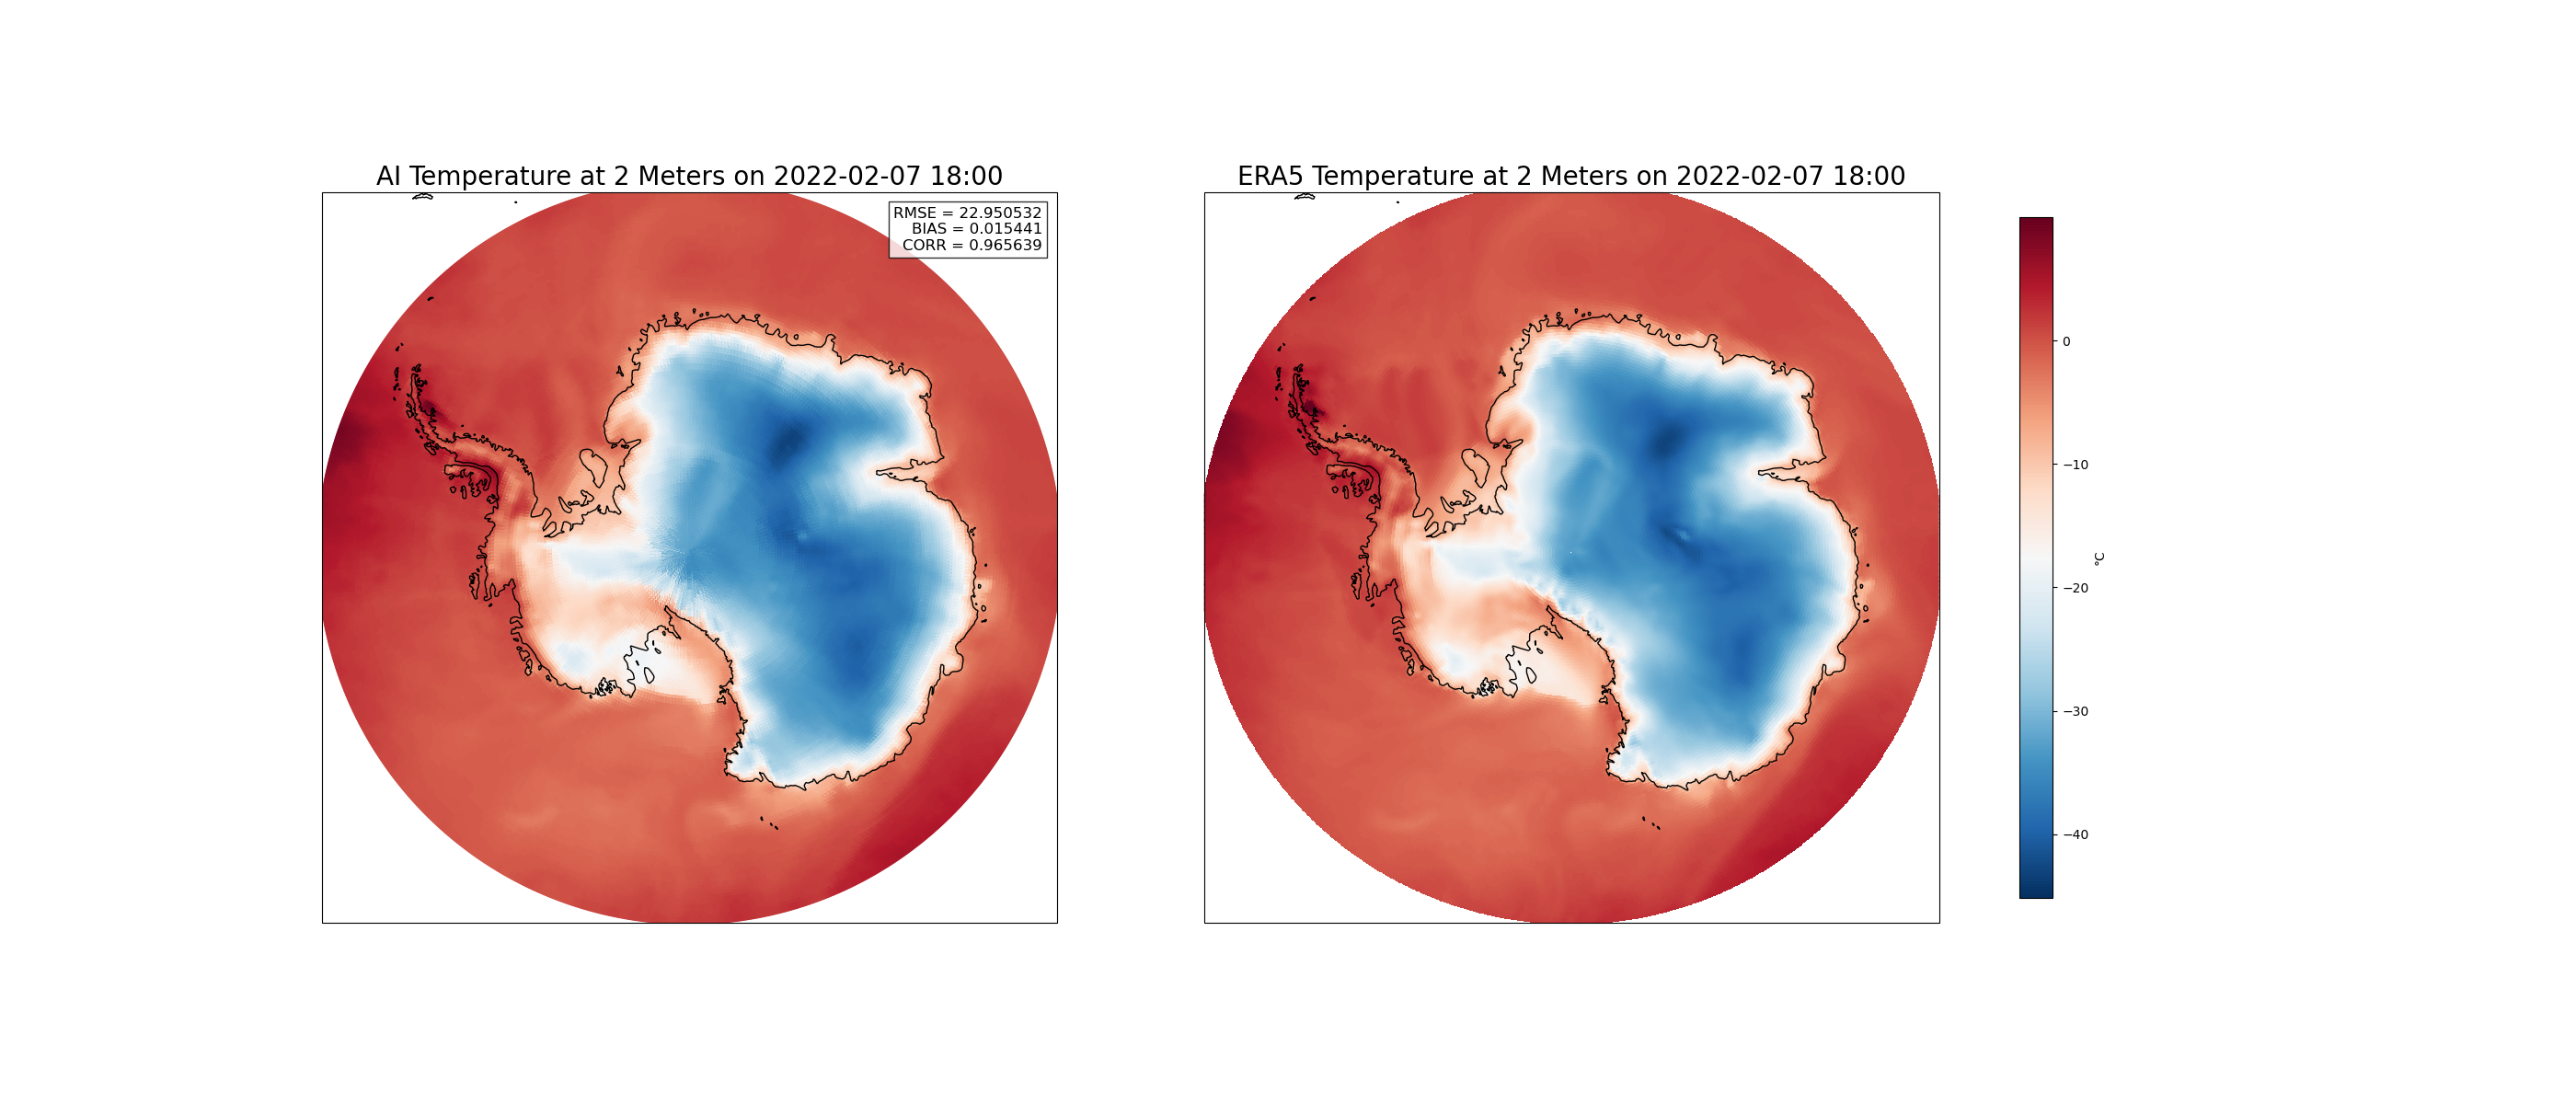 AI Temperature at 2 Meters on 2022-02-07 18:00
RMSE = 22.950532
BIAS = 0.015441
CORR = 0.965639
ERA5 Temperature at 2 Meters on 2022-02-07 18:00
0
−10
−20
−30
−40
°C